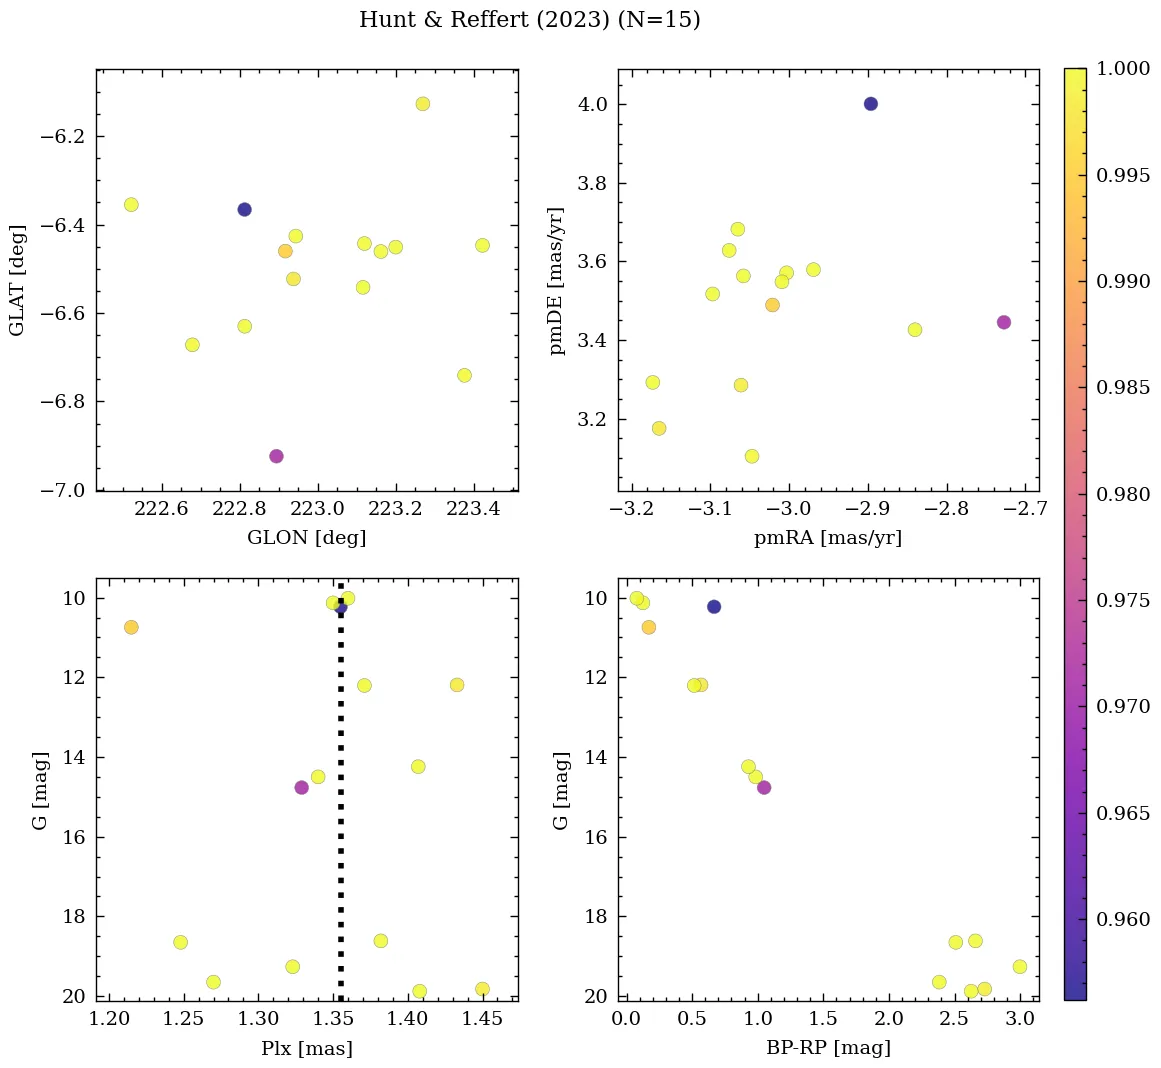 Hunt & Reffert (2023) (N=15)
GLAT [deg]
−6.2
−6.4
−6.6
−6.8
−7.0
222.6 222.8 223.0 223.2 223.4
GLON [deg]
pmDE [mas/yr]
4.0
3.8
3.6
3.4
3.2
−3.2 −3.1 −3.0 −2.9 −2.8 −2.7
pmRA [mas/yr]
G [mag]
10
12
14
16
18
20
1.20 1.25 1.30 1.35 1.40 1.45
Plx [mas]
G [mag]
10
12
14
16
18
20
0.0 0.5 1.0 1.5 2.0 2.5 3.0
BP-RP [mag]
1.000
0.995
0.990
0.985
0.980
0.975
0.970
0.965
0.960